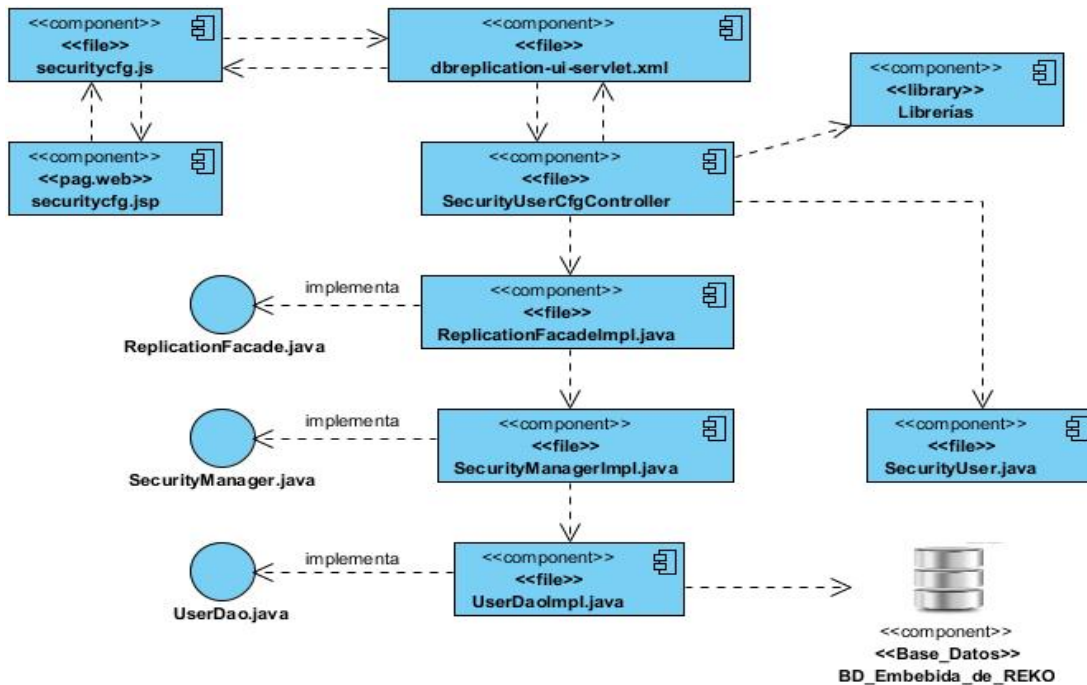 <<component>>
<<file>>
securitycfg.js
<<component>>
<<file>>
dbreplication-ui-servlet.xml
<<component>>
<<library>>
Librerías
<<component>>
<<pag.web>>
securitycfg.jsp
<<component>>
<<file>>
SecurityUserCfgController
implementa
ReplicationFacade.java
<<component>>
<<file>>
ReplicationFacadeImpl.java
implementa
SecurityManager.java
<<component>>
<<file>>
SecurityManagerImpl.java
<<component>>
<<file>>
SecurityUser.java
implementa
UserDao.java
<<component>>
<<file>>
UserDaoImpl.java
<<component>>
<<Base_Datos>>
BD_Embebida_de_REKO